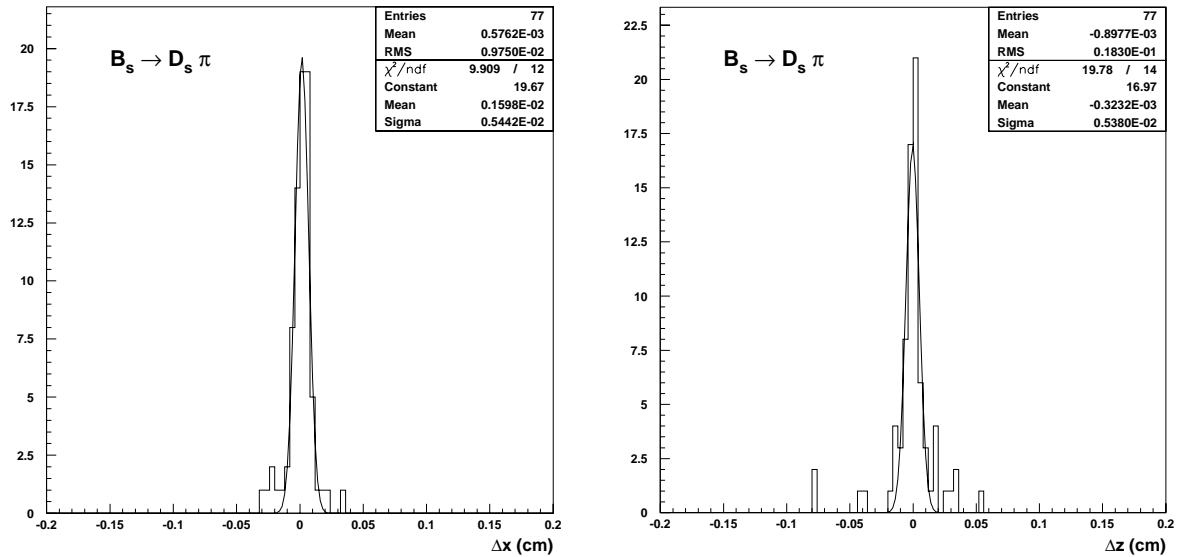 Entries 77
Mean 0.5762E-03
RMS 0.9750E-02
χ²/ndf 9.909 / 12
Constant 19.67
Mean 0.1598E-02
Sigma 0.5442E-02
B_s → D_s π
20
17.5
15
12.5
10
7.5
5
2.5
0
-0.2 -0.15 -0.1 -0.05 0 0.05 0.1 0.15 0.2
Δx (cm)
Entries 77
Mean -0.8977E-03
RMS 0.1830E-01
χ²/ndf 19.78 / 14
Constant 16.97
Mean -0.3232E-03
Sigma 0.5380E-02
B_s → D_s π
22.5
20
17.5
15
12.5
10
7.5
5
2.5
0
-0.2 -0.15 -0.1 -0.05 0 0.05 0.1 0.15 0.2
Δz (cm)